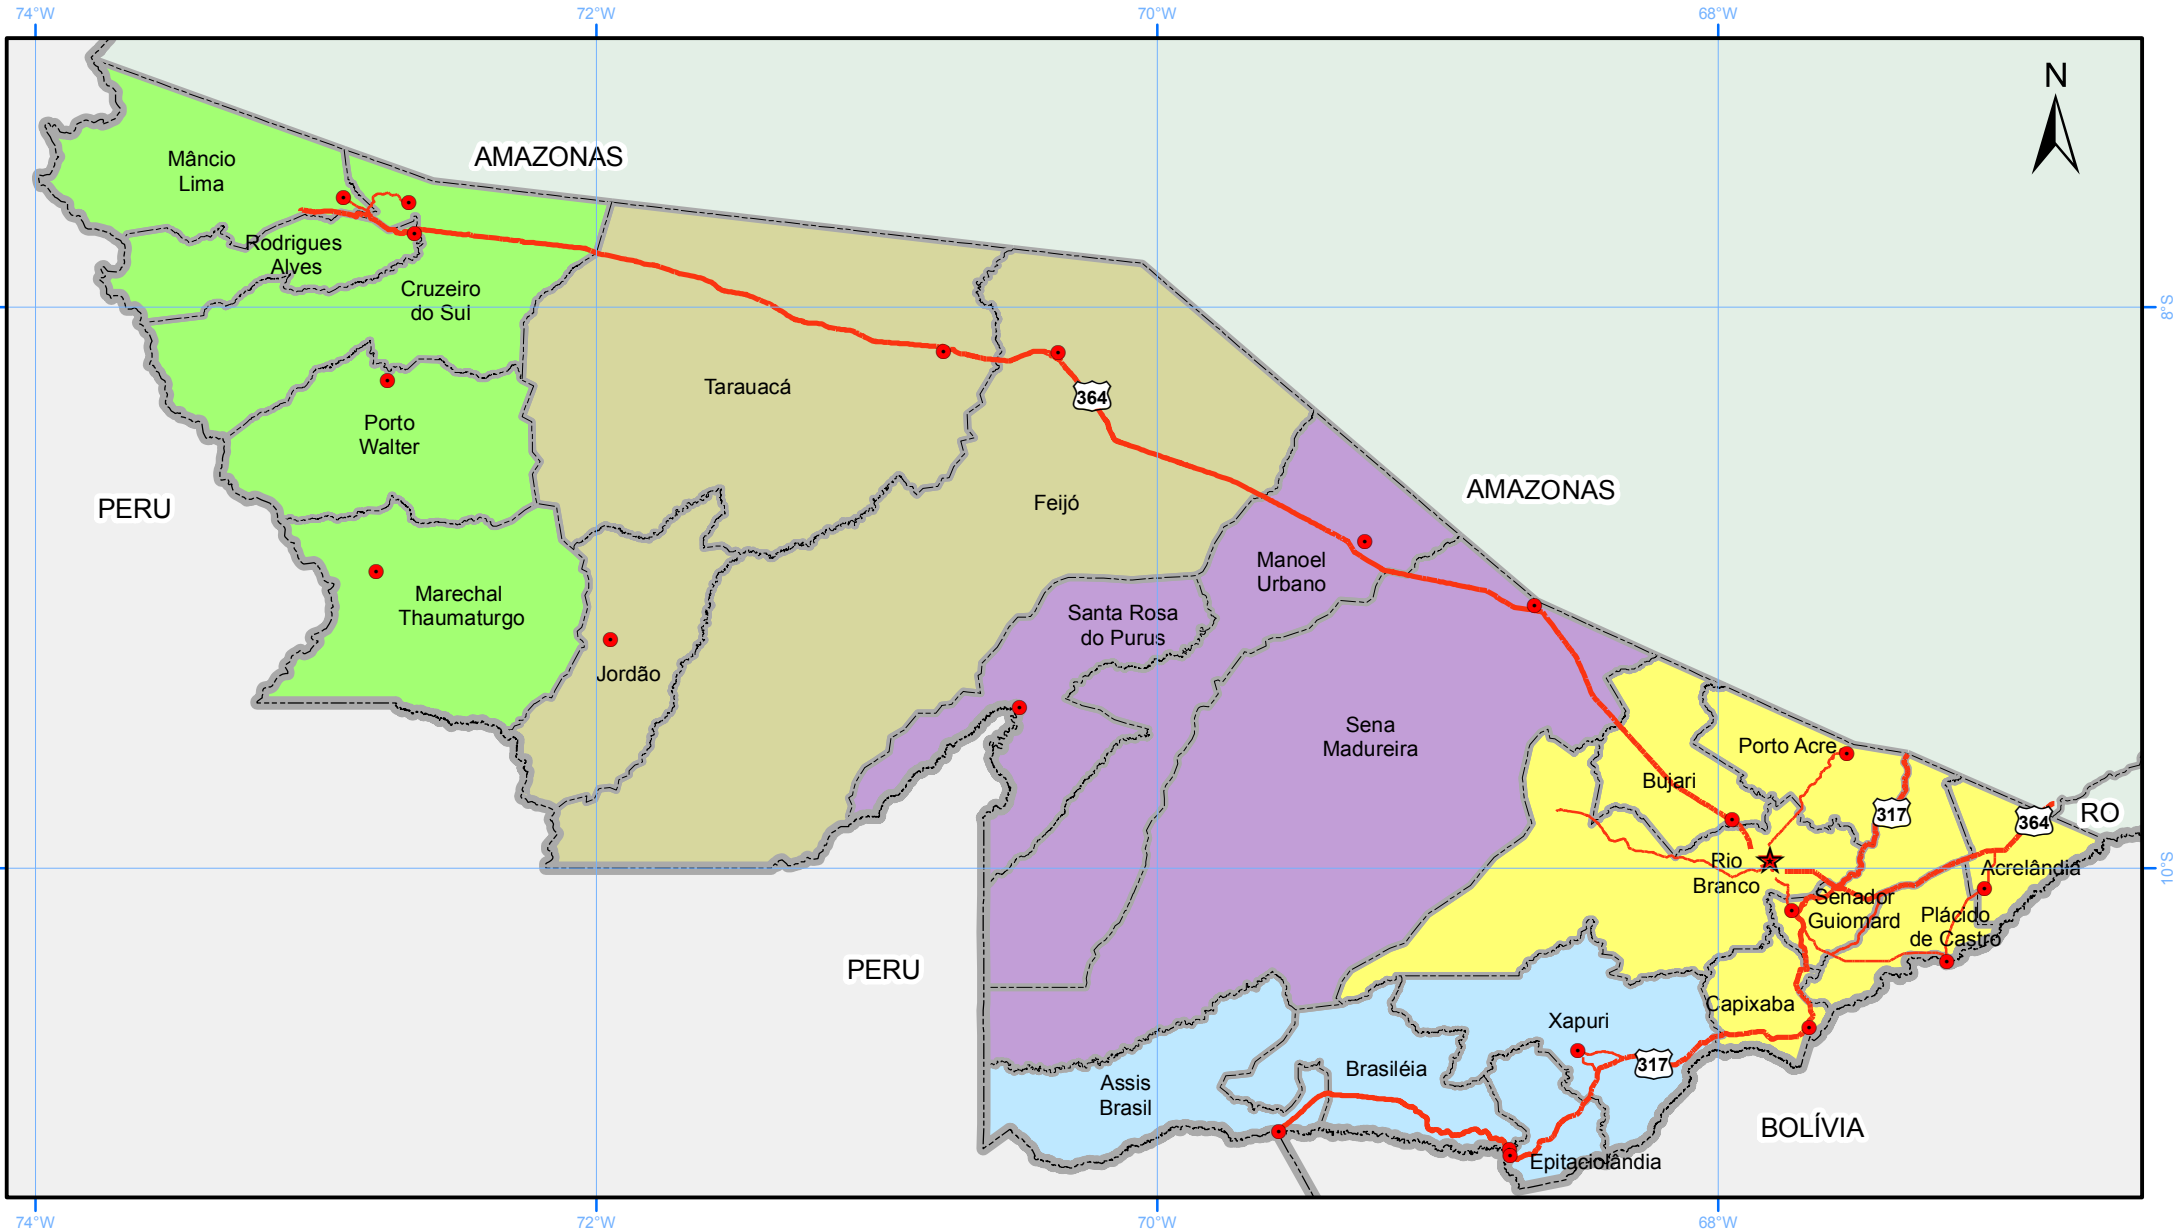 74°W
72°W
70°W
68°W
N
AMAZONAS
Mâncio
Lima
Rodrigues
Alves
Cruzeiro
do Sul
8°S
Tarauacá
364
Porto
Walter
PERU
Feijó
AMAZONAS
Manoel
Urbano
Marechal
Thaumaturgo
Santa Rosa
do Purus
Jordão
Sena
Madureira
Porto Acre
Bujari
317
364
RO
Rio
Branco
Acrelândia
10°S
Senador
Guiomard
Plácido
de Castro
PERU
Capixaba
Xapuri
317
Brasiléia
Assis
Brasil
BOLÍVIA
Epitaciolândia
74°W
72°W
70°W
68°W